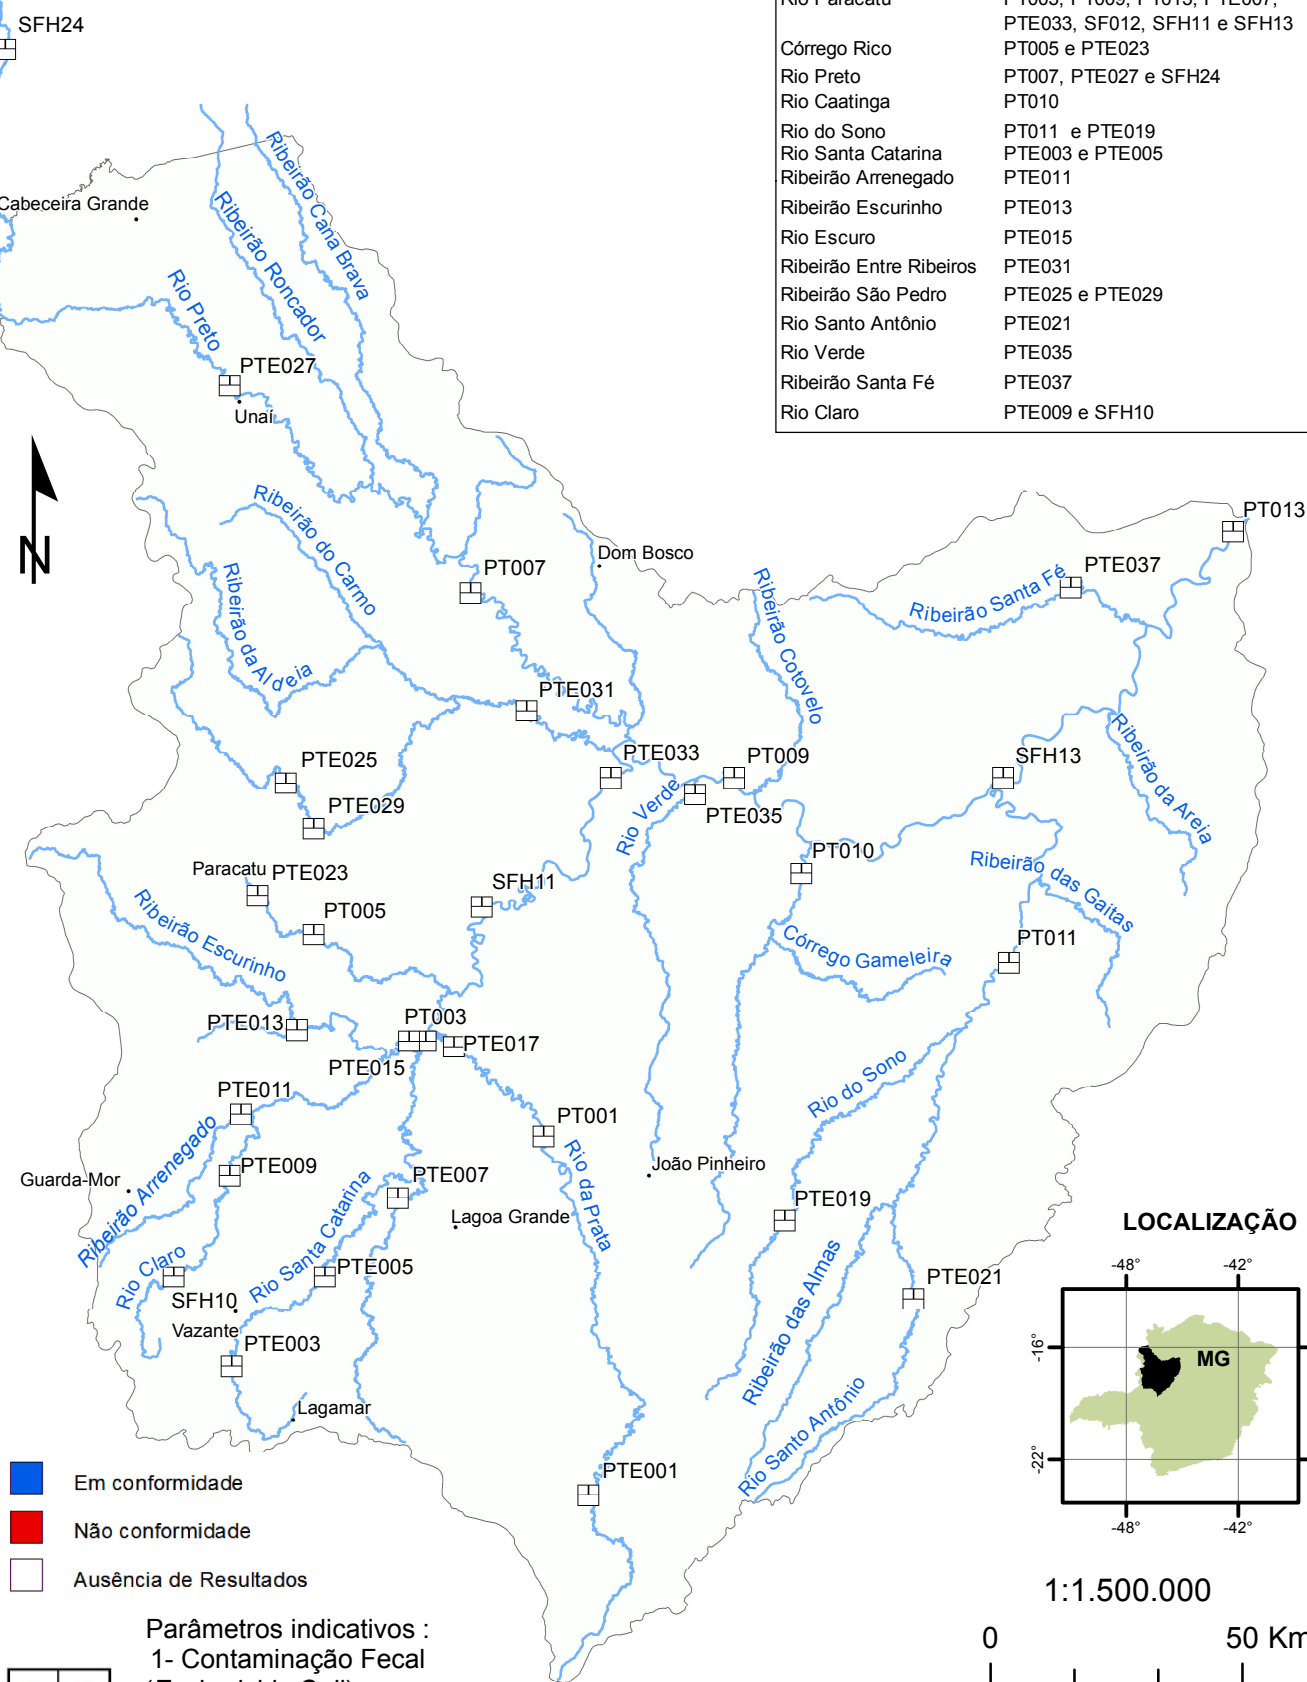 SFH24
Rio Paracatu PT003, PT009, PT013, PTE007,
PTE033, SF012, SFH11 e SFH13
Córrego Rico PT005 e PTE023
Rio Preto PT007, PTE027 e SFH24
Rio Caatinga PT010
Rio do Sono PT011 e PTE019
Rio Santa Catarina PTE003 e PTE005
Ribeirão Arrenegado PTE011
Ribeirão Escurinho PTE013
Rio Escuro PTE015
Ribeirão Entre Ribeiros PTE031
Ribeirão São Pedro PTE025 e PTE029
Rio Santo Antônio PTE021
Rio Verde PTE035
Ribeirão Santa Fé PTE037
Rio Claro PTE009 e SFH10
Cabeceira Grande
Ribeirão Cana Brava
Ribeirão Roncador
Rio Preto
PTE027
Unaí
N
Ribeirão do Carmo
Ribeirão da Aldeia
PT007
Dom Bosco
PT013
PTE037
Ribeirão Santa Fé
Ribeirão Cotovelo
PTE031
PTE033
PT009
SFH13
Ribeirão da Areia
PTE025
PTE029
Rio Verde
PTE035
PT010
Ribeirão das Gaitas
Paracatu
PTE023
SFH11
PT005
Ribeirão Escurinho
Córrego Gameleira
PT011
PTE013
PT003
PTE017
PTE015
Rio do Sono
PTE011
PT001
Ribeirão Arrenegado
PTE009
Guarda-Mor
Rio da Prata
João Pinheiro
PTE007
PTE019
Lagoa Grande
Rio Santa Catarina
Rio Claro
PTE005
SFH10
Vazante
Ribeirão das Almas
PTE021
PTE003
Rio Santo Antônio
Lagamar
PTE001
LOCALIZAÇÃO
-48° -42°
-16°
MG
-22°
-48° -42°
Em conformidade
Não conformidade
Ausência de Resultados
1:1.500.000
0 50 Km
Parâmetros indicativos :
1- Contaminação Fecal